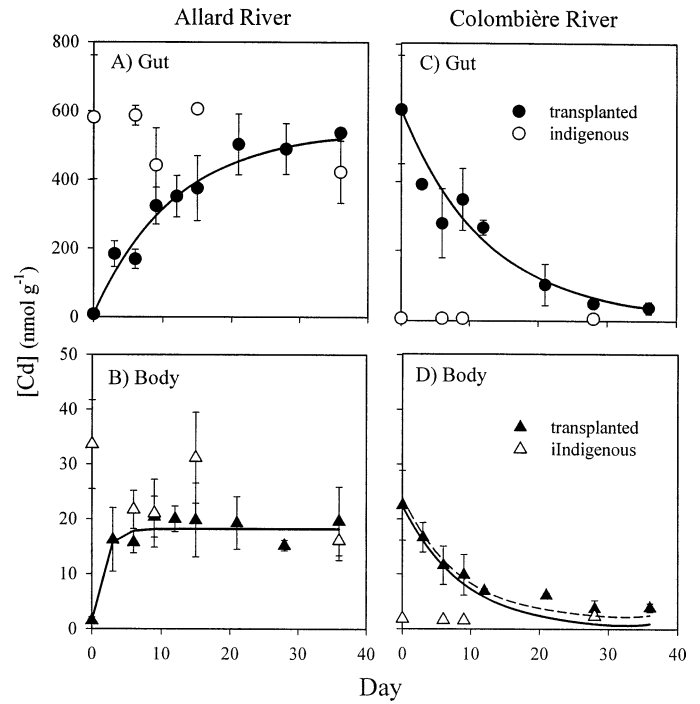 Allard River
Colombière River
[Cd] (nmol g-1)
A) Gut
800
600
400
200
0
C) Gut
transplanted
indigenous
B) Body
50
40
30
20
10
0
0 10 20 30 40
D) Body
transplanted
iIndigenous
0 10 20 30 40
Day